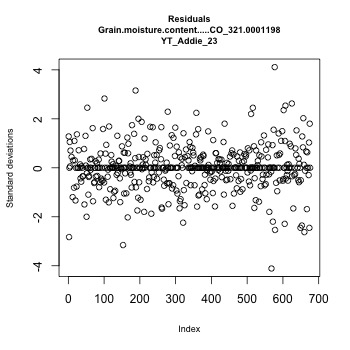 Residuals
Grain.moisture.content.....CO_321.0001198
YT_Addie_23
Standard deviations
4
2
0
-2
-4
0 100 200 300 400 500 600 700
Index